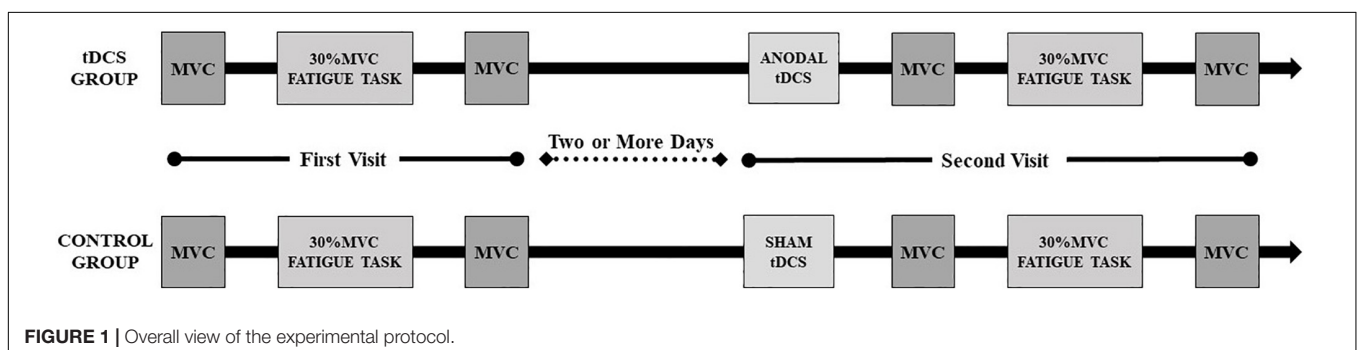 tDCS
GROUP
MVC
30%MVC
FATIGUE TASK
MVC
ANODAL
tDCS
MVC
30%MVC
FATIGUE TASK
MVC
First Visit
Two or More Days
Second Visit
CONTROL
GROUP
MVC
30%MVC
FATIGUE TASK
MVC
SHAM
tDCS
MVC
30%MVC
FATIGUE TASK
MVC
FIGURE 1 | Overall view of the experimental protocol.